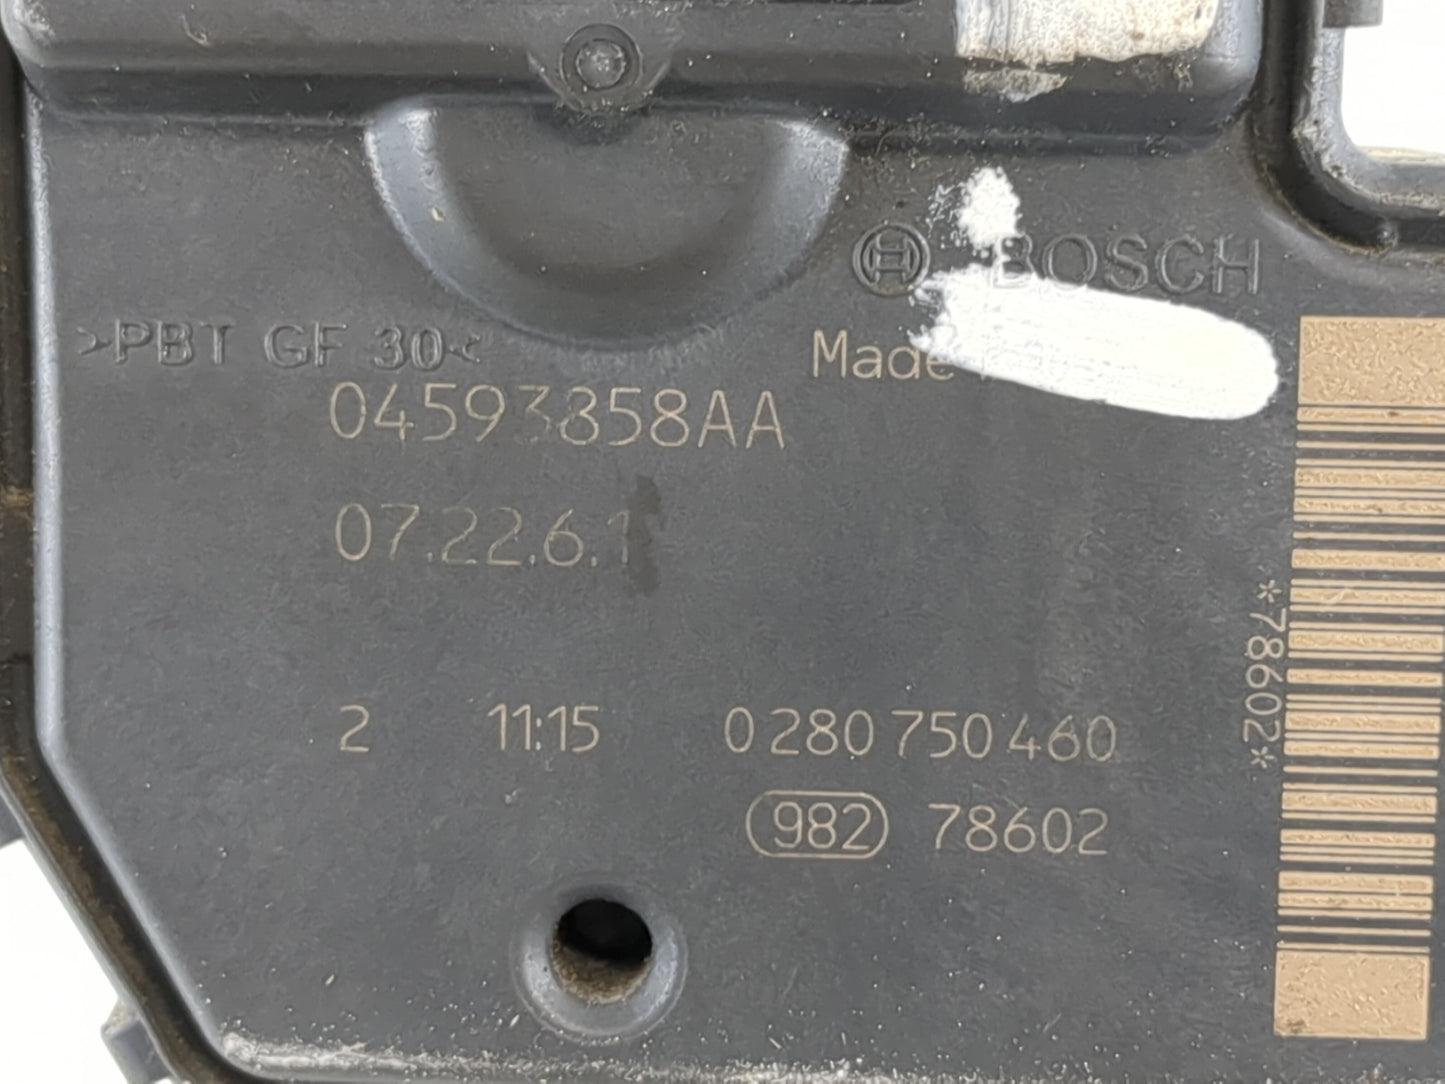 BOSCH
>PBT GF 30<
Made
04593858AA
07.22.6.1
*78602*
2 11:15 0 280 750 460
982 78602